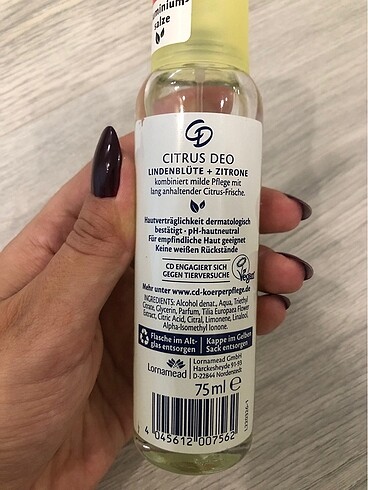 minium-
salze
CD
CITRUS DEO
LINDENBLÜTE + ZITRONE
kombiniert milde Pflege mit
lang anhaltender Citrus-Frische.
Hautverträglichkeit dermatologisch
bestätigt · pH-hautneutral
Für empfindliche Haut geeignet
Keine weißen Rückstände
CD ENGAGIERT SICH
GEGEN TIERVERSUCHE
Vegan
Mehr unter www.cd-koerperpflege.de
INGREDIENTS: Alcohol denat., Aqua, Triethyl
Citrate, Glycerin, Parfum, Tilia Europaea Flower
Extract, Citric Acid, Citral, Limonene, Linalool,
Alpha-Isomethyl Ionone.
Flasche im Alt-
glas entsorgen
Kappe im Gelben
Sack entsorgen
Lornamead
Lornamead GmbH
Harckesheyde 91-93
D-22844 Norderstedt
75 ml e
4 045612 007562